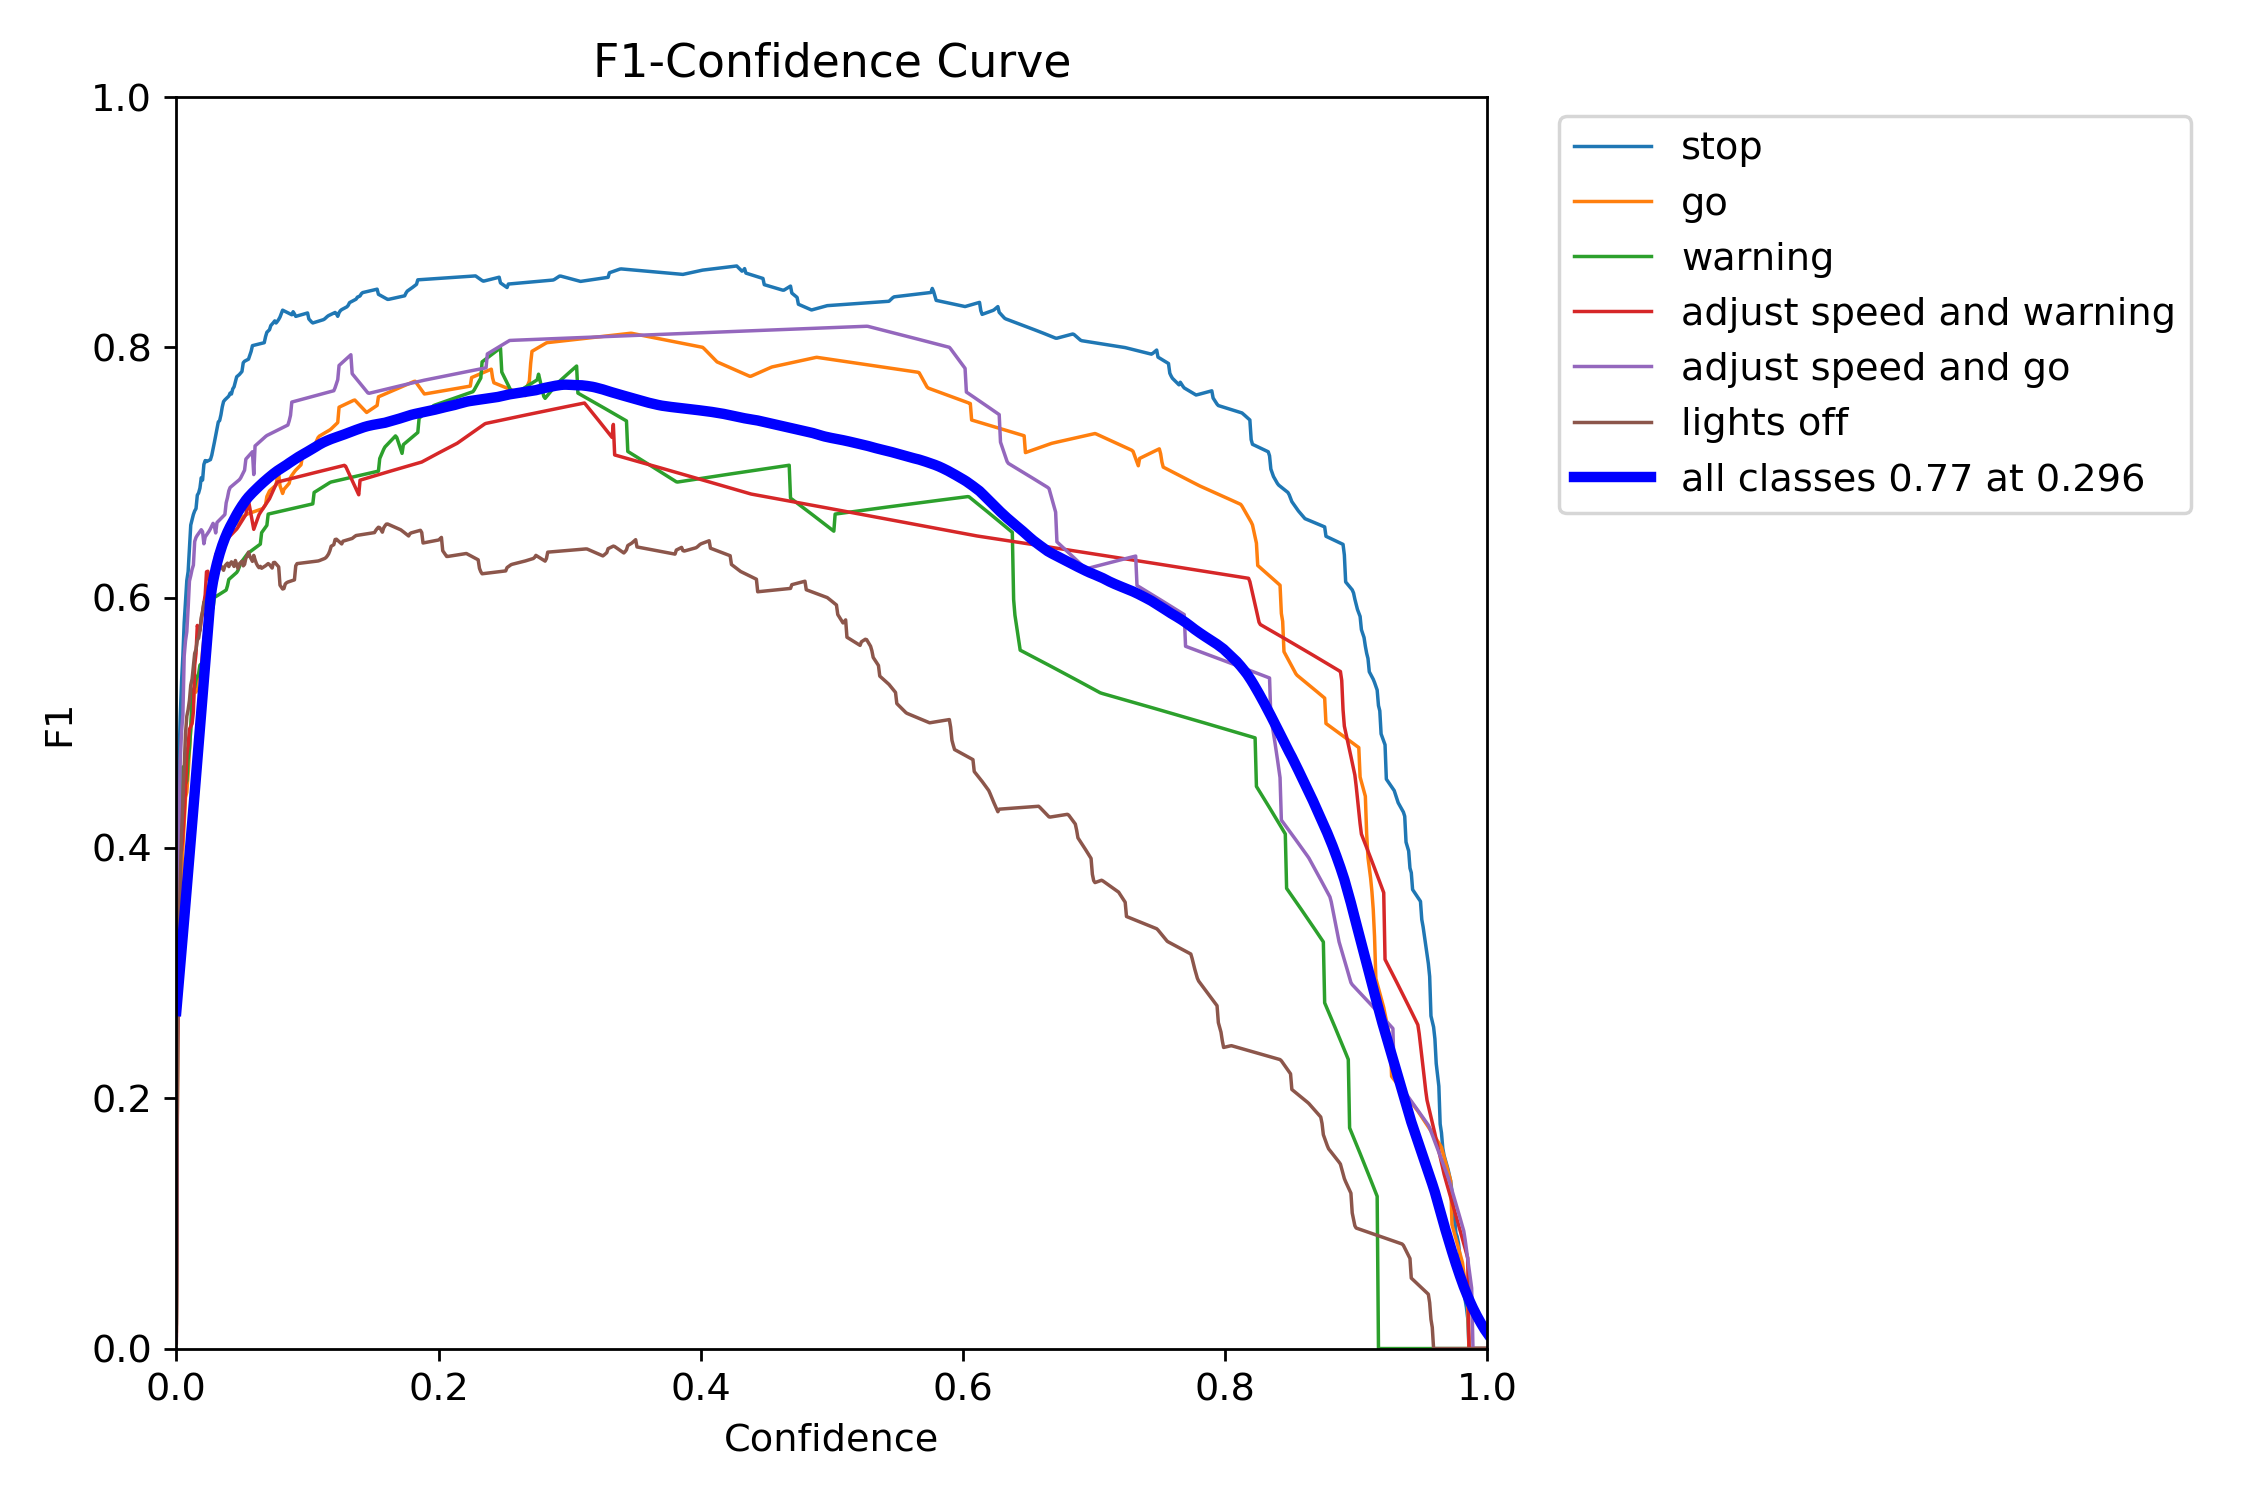 F1-Confidence Curve
1.0
0.8
0.6
0.4
0.2
0.0
F1
0.0 0.2 0.4 0.6 0.8 1.0
Confidence
stop
go
warning
adjust speed and warning
adjust speed and go
lights off
all classes 0.77 at 0.296